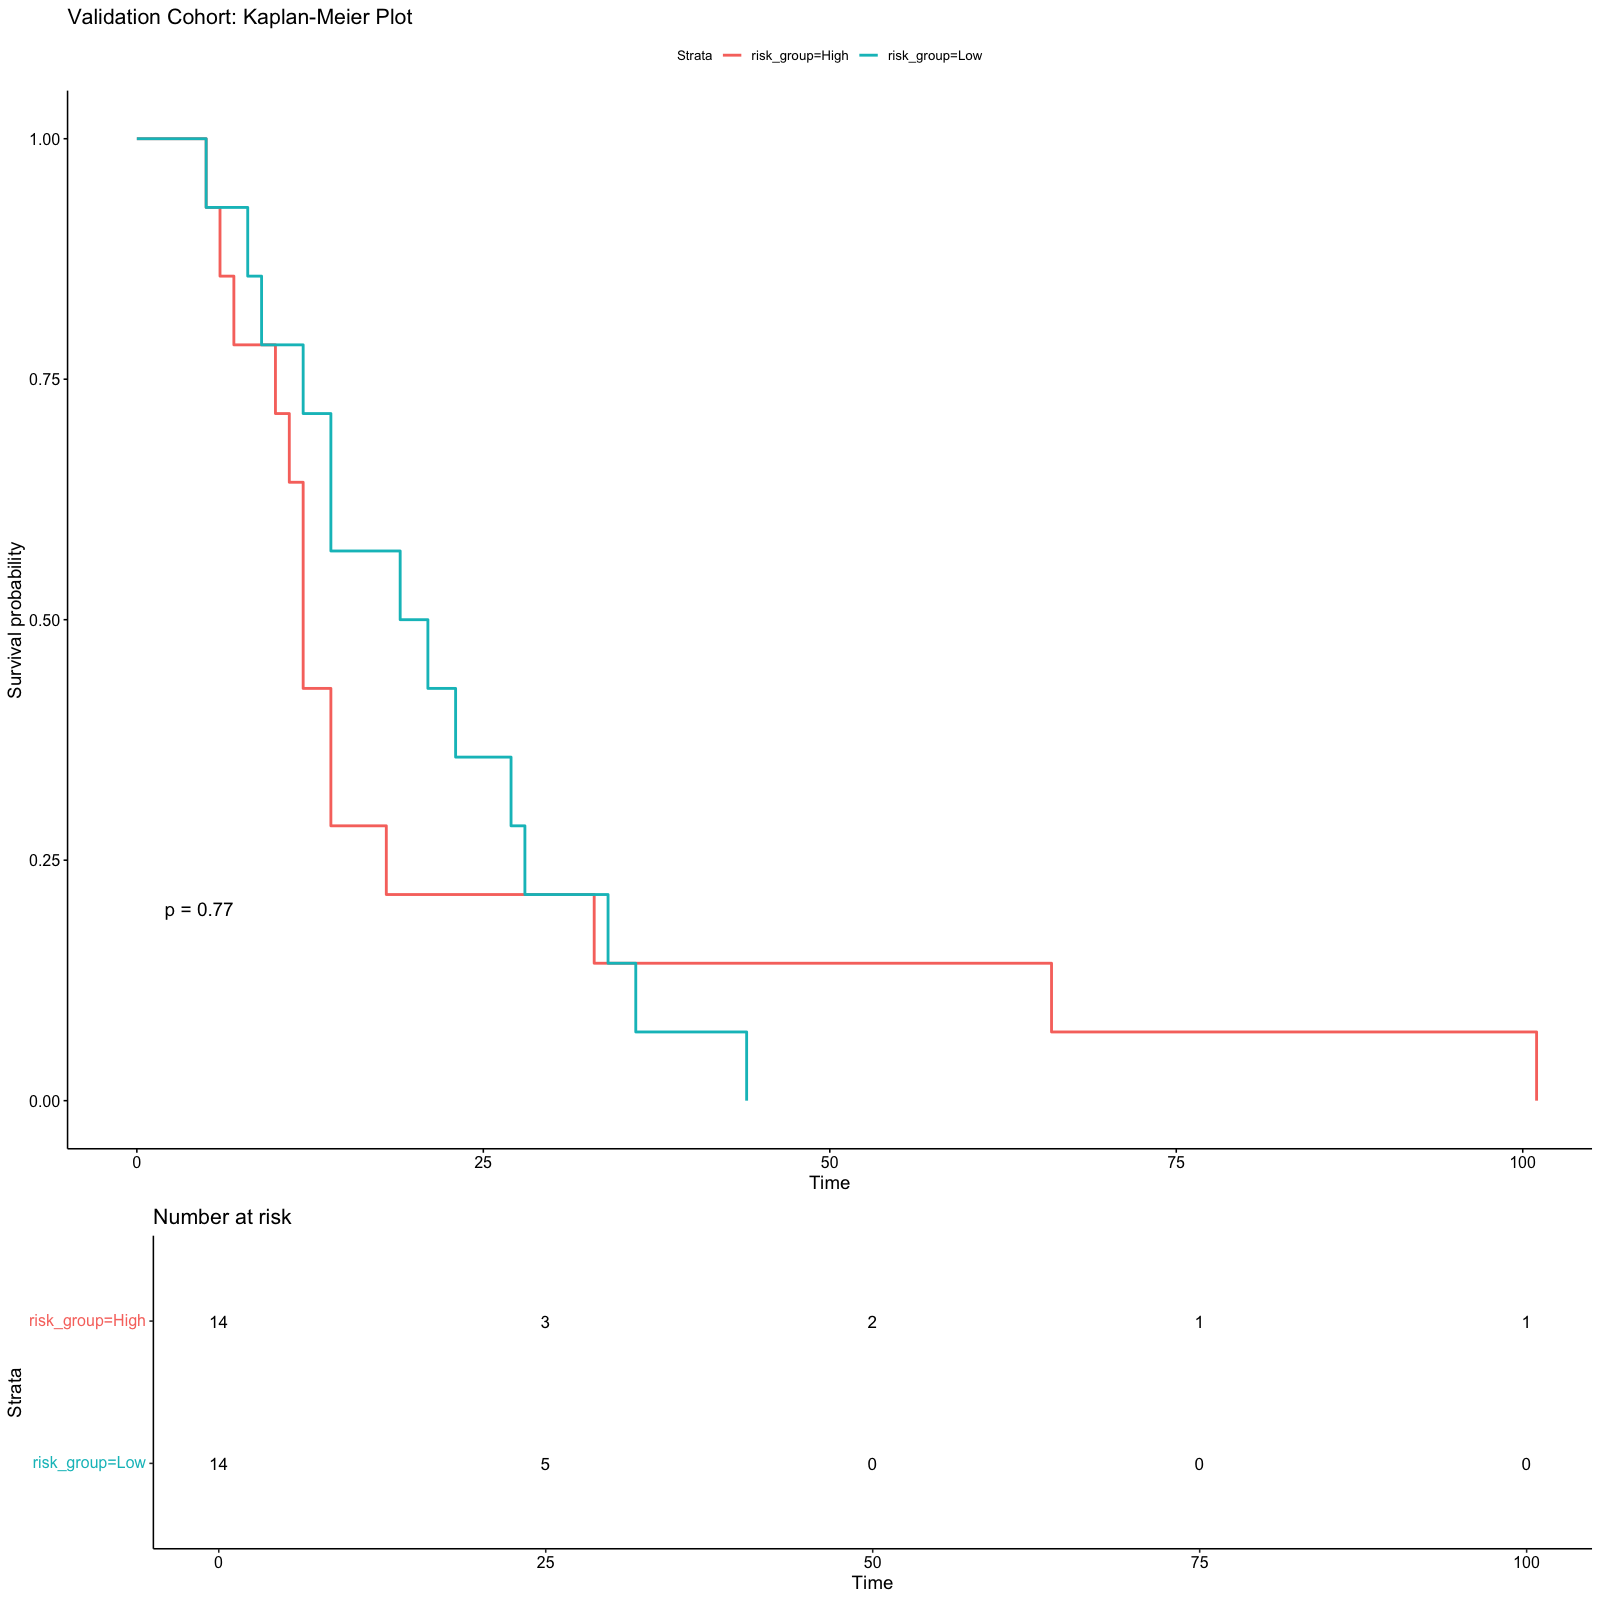 Validation Cohort: Kaplan-Meier Plot
Strata risk_group=High risk_group=Low
1.00
0.75
0.50
0.25
0.00
Survival probability
p = 0.77
0 25 50 75 100
Time
Number at risk
risk_group=High 14 3 2 1 1
risk_group=Low 14 5 0 0 0
Strata
0 25 50 75 100
Time